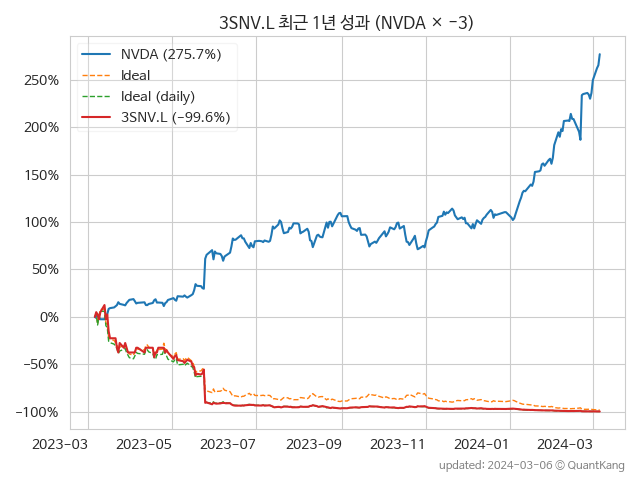 3SNV.L 최근 1년 성과 (NVDA × −3)
NVDA (275.7%)
Ideal
Ideal (daily)
3SNV.L (−99.6%)
250%
200%
150%
100%
50%
0%
−50%
−100%
2023-03 2023-05 2023-07 2023-09 2023-11 2024-01 2024-03
updated: 2024-03-06 ⓒ QuantKang